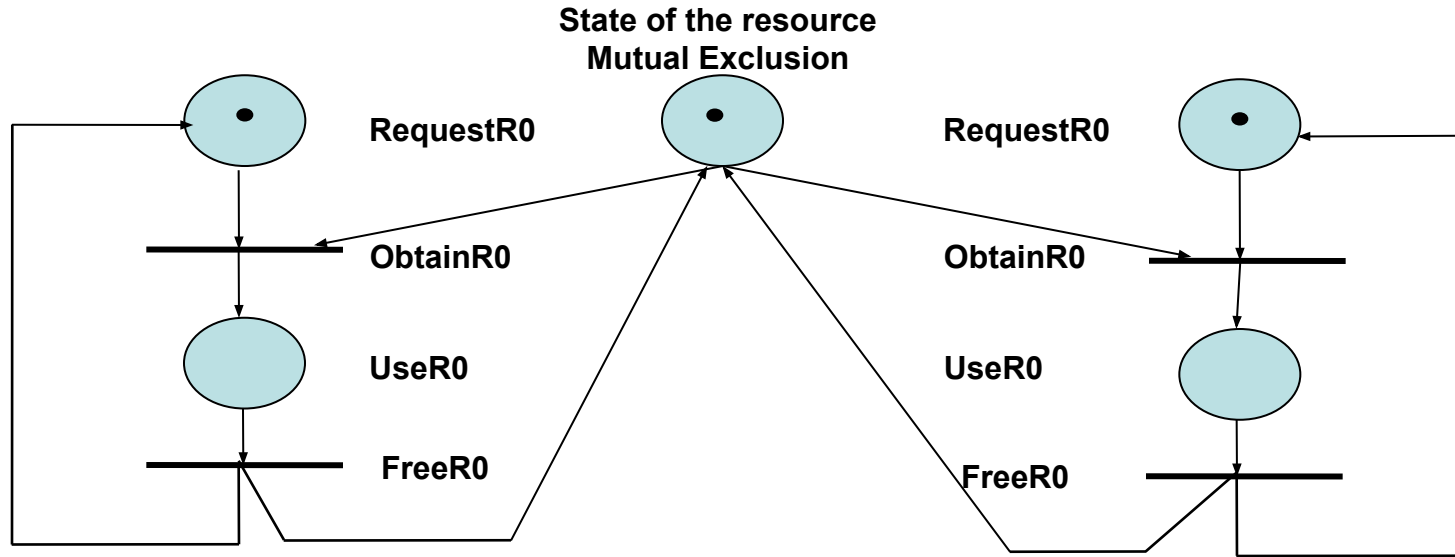 State of the resource
Mutual Exclusion
RequestR0
RequestR0
ObtainR0
ObtainR0
UseR0
UseR0
FreeR0
FreeR0